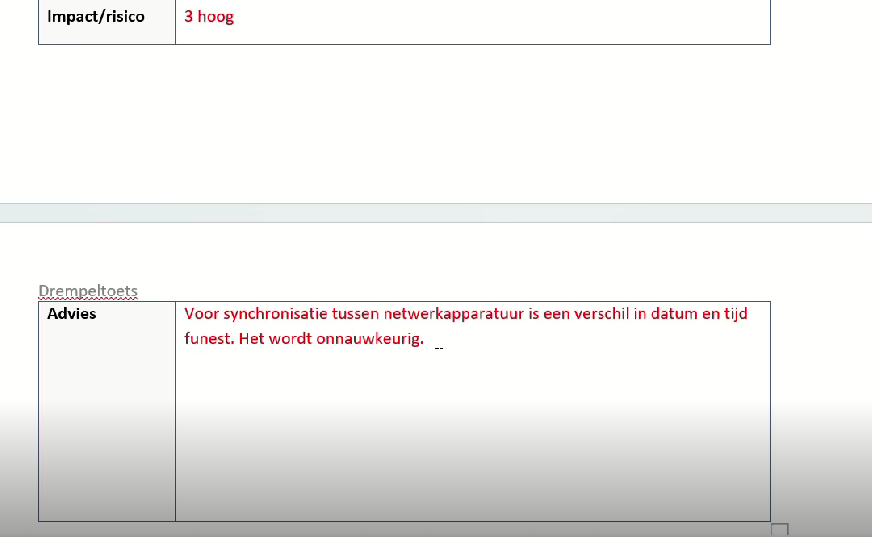 Impact/risico 3 hoog
Drempeltoets
Advies Voor synchronisatie tussen netwerkapparatuur is een verschil in datum en tijd
funest. Het wordt onnauwkeurig.